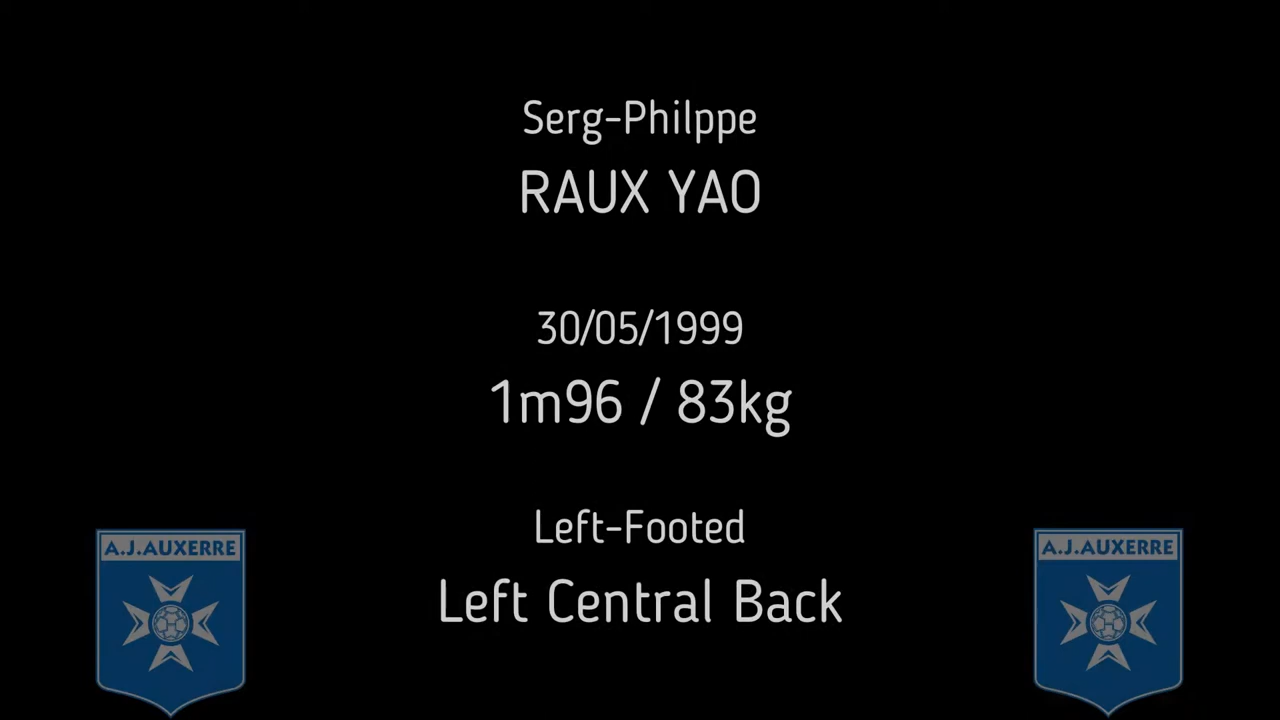 Serg-Philppe
RAUX YAO
30/05/1999
1m96 / 83kg
Left-Footed
Left Central Back
A.J.AUXERRE
A.J.AUXERRE